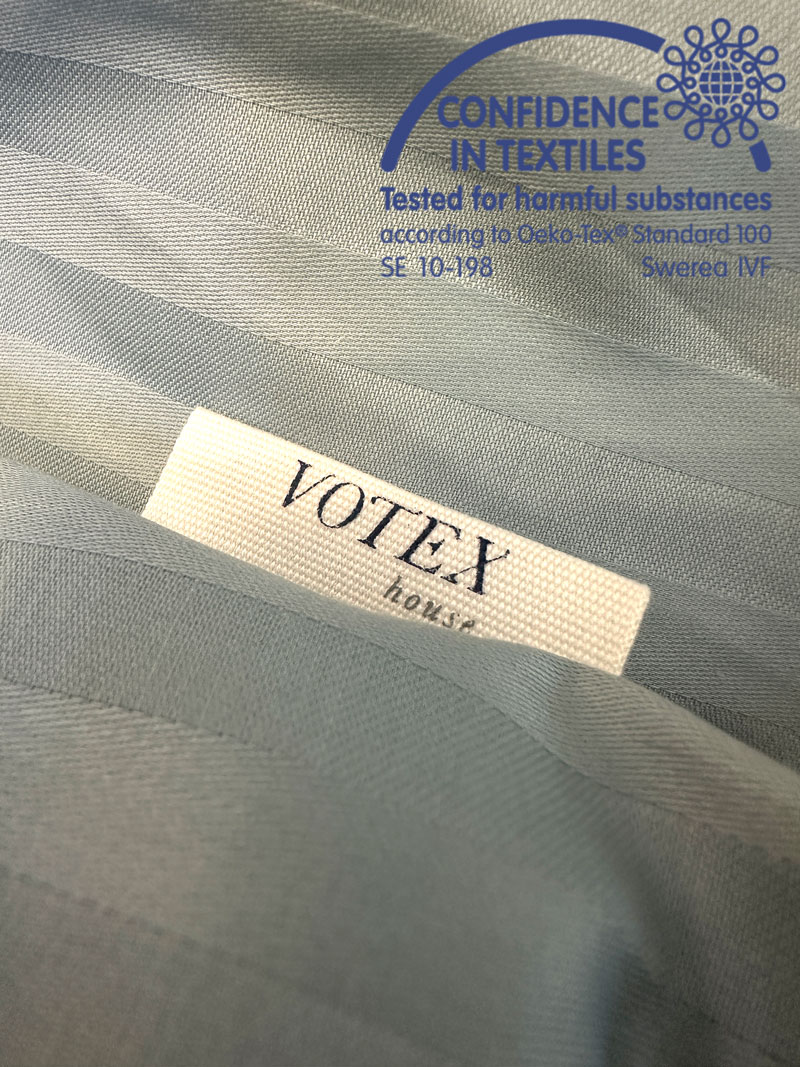 CONFIDENCE
IN TEXTILES
Tested for harmful substances
according to Oeko-Tex® Standard 100
SE 10-198 Swerea IVF
VOTEX
house